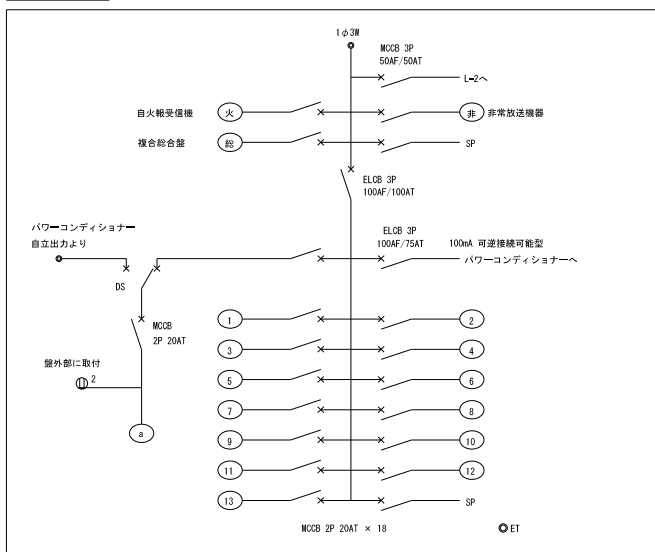 1φ3W
MCCB 3P
50AF/50AT
L-2へ
自火報受信機
火
非
非常放送機器
複合総合盤
総
SP
ELCB 3P
100AF/100AT
パワーコンディショナー
自立出力より
ELCB 3P
100AF/75AT
100mA 可逆接続可能型
パワーコンディショナーへ
DS
MCCB
2P 20AT
1
2
3
4
盤外部に取付
2
5
6
7
8
a
9
10
11
12
13
SP
MCCB 2P 20AT × 18
ET